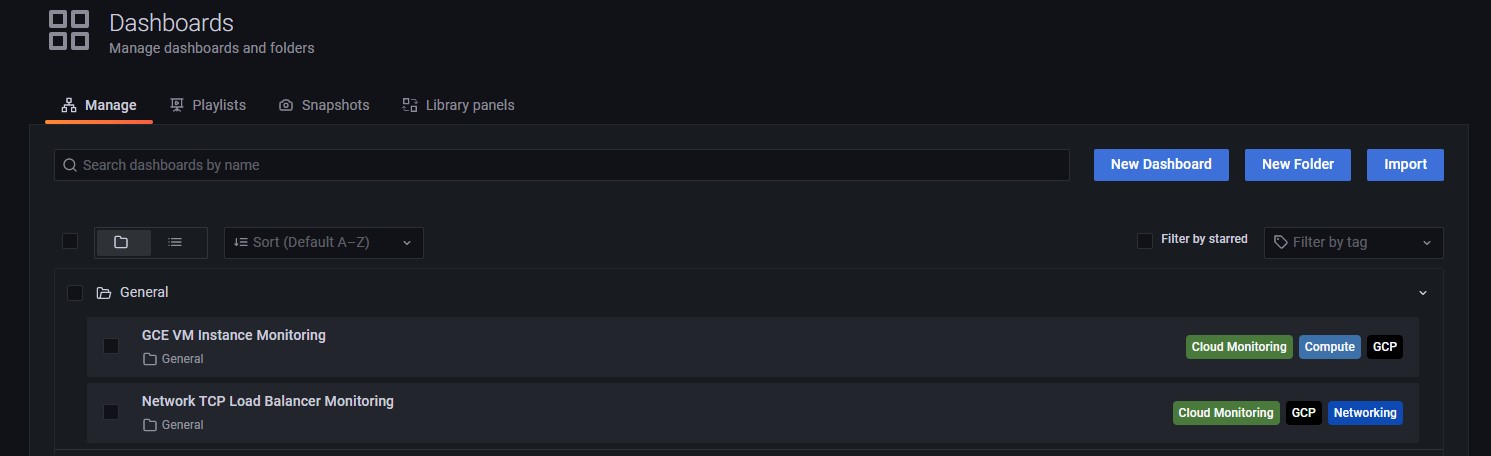 Dashboards
Manage dashboards and folders
Manage Playlists Snapshots Library panels
Search dashboards by name New Dashboard New Folder Import
Sort (Default A–Z) Filter by starred Filter by tag
General
GCE VM Instance Monitoring
General
Cloud Monitoring Compute GCP
Network TCP Load Balancer Monitoring
General
Cloud Monitoring GCP Networking